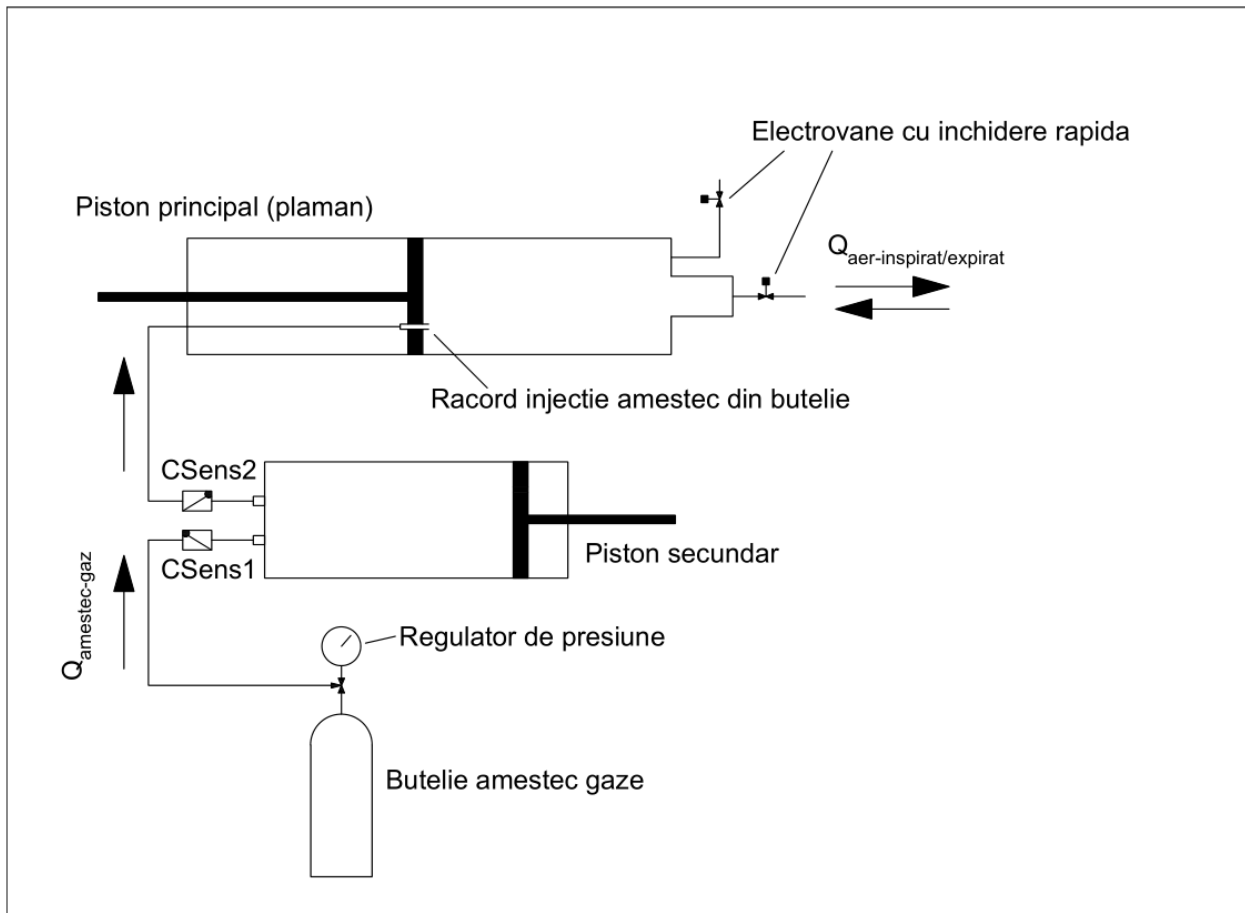 Electrovane cu inchidere rapida
Piston principal (plaman)
Qaer-inspirat/expirat
Racord injectie amestec din butelie
CSens2
CSens1
Piston secundar
Qamestec-gaz
Regulator de presiune
Butelie amestec gaze